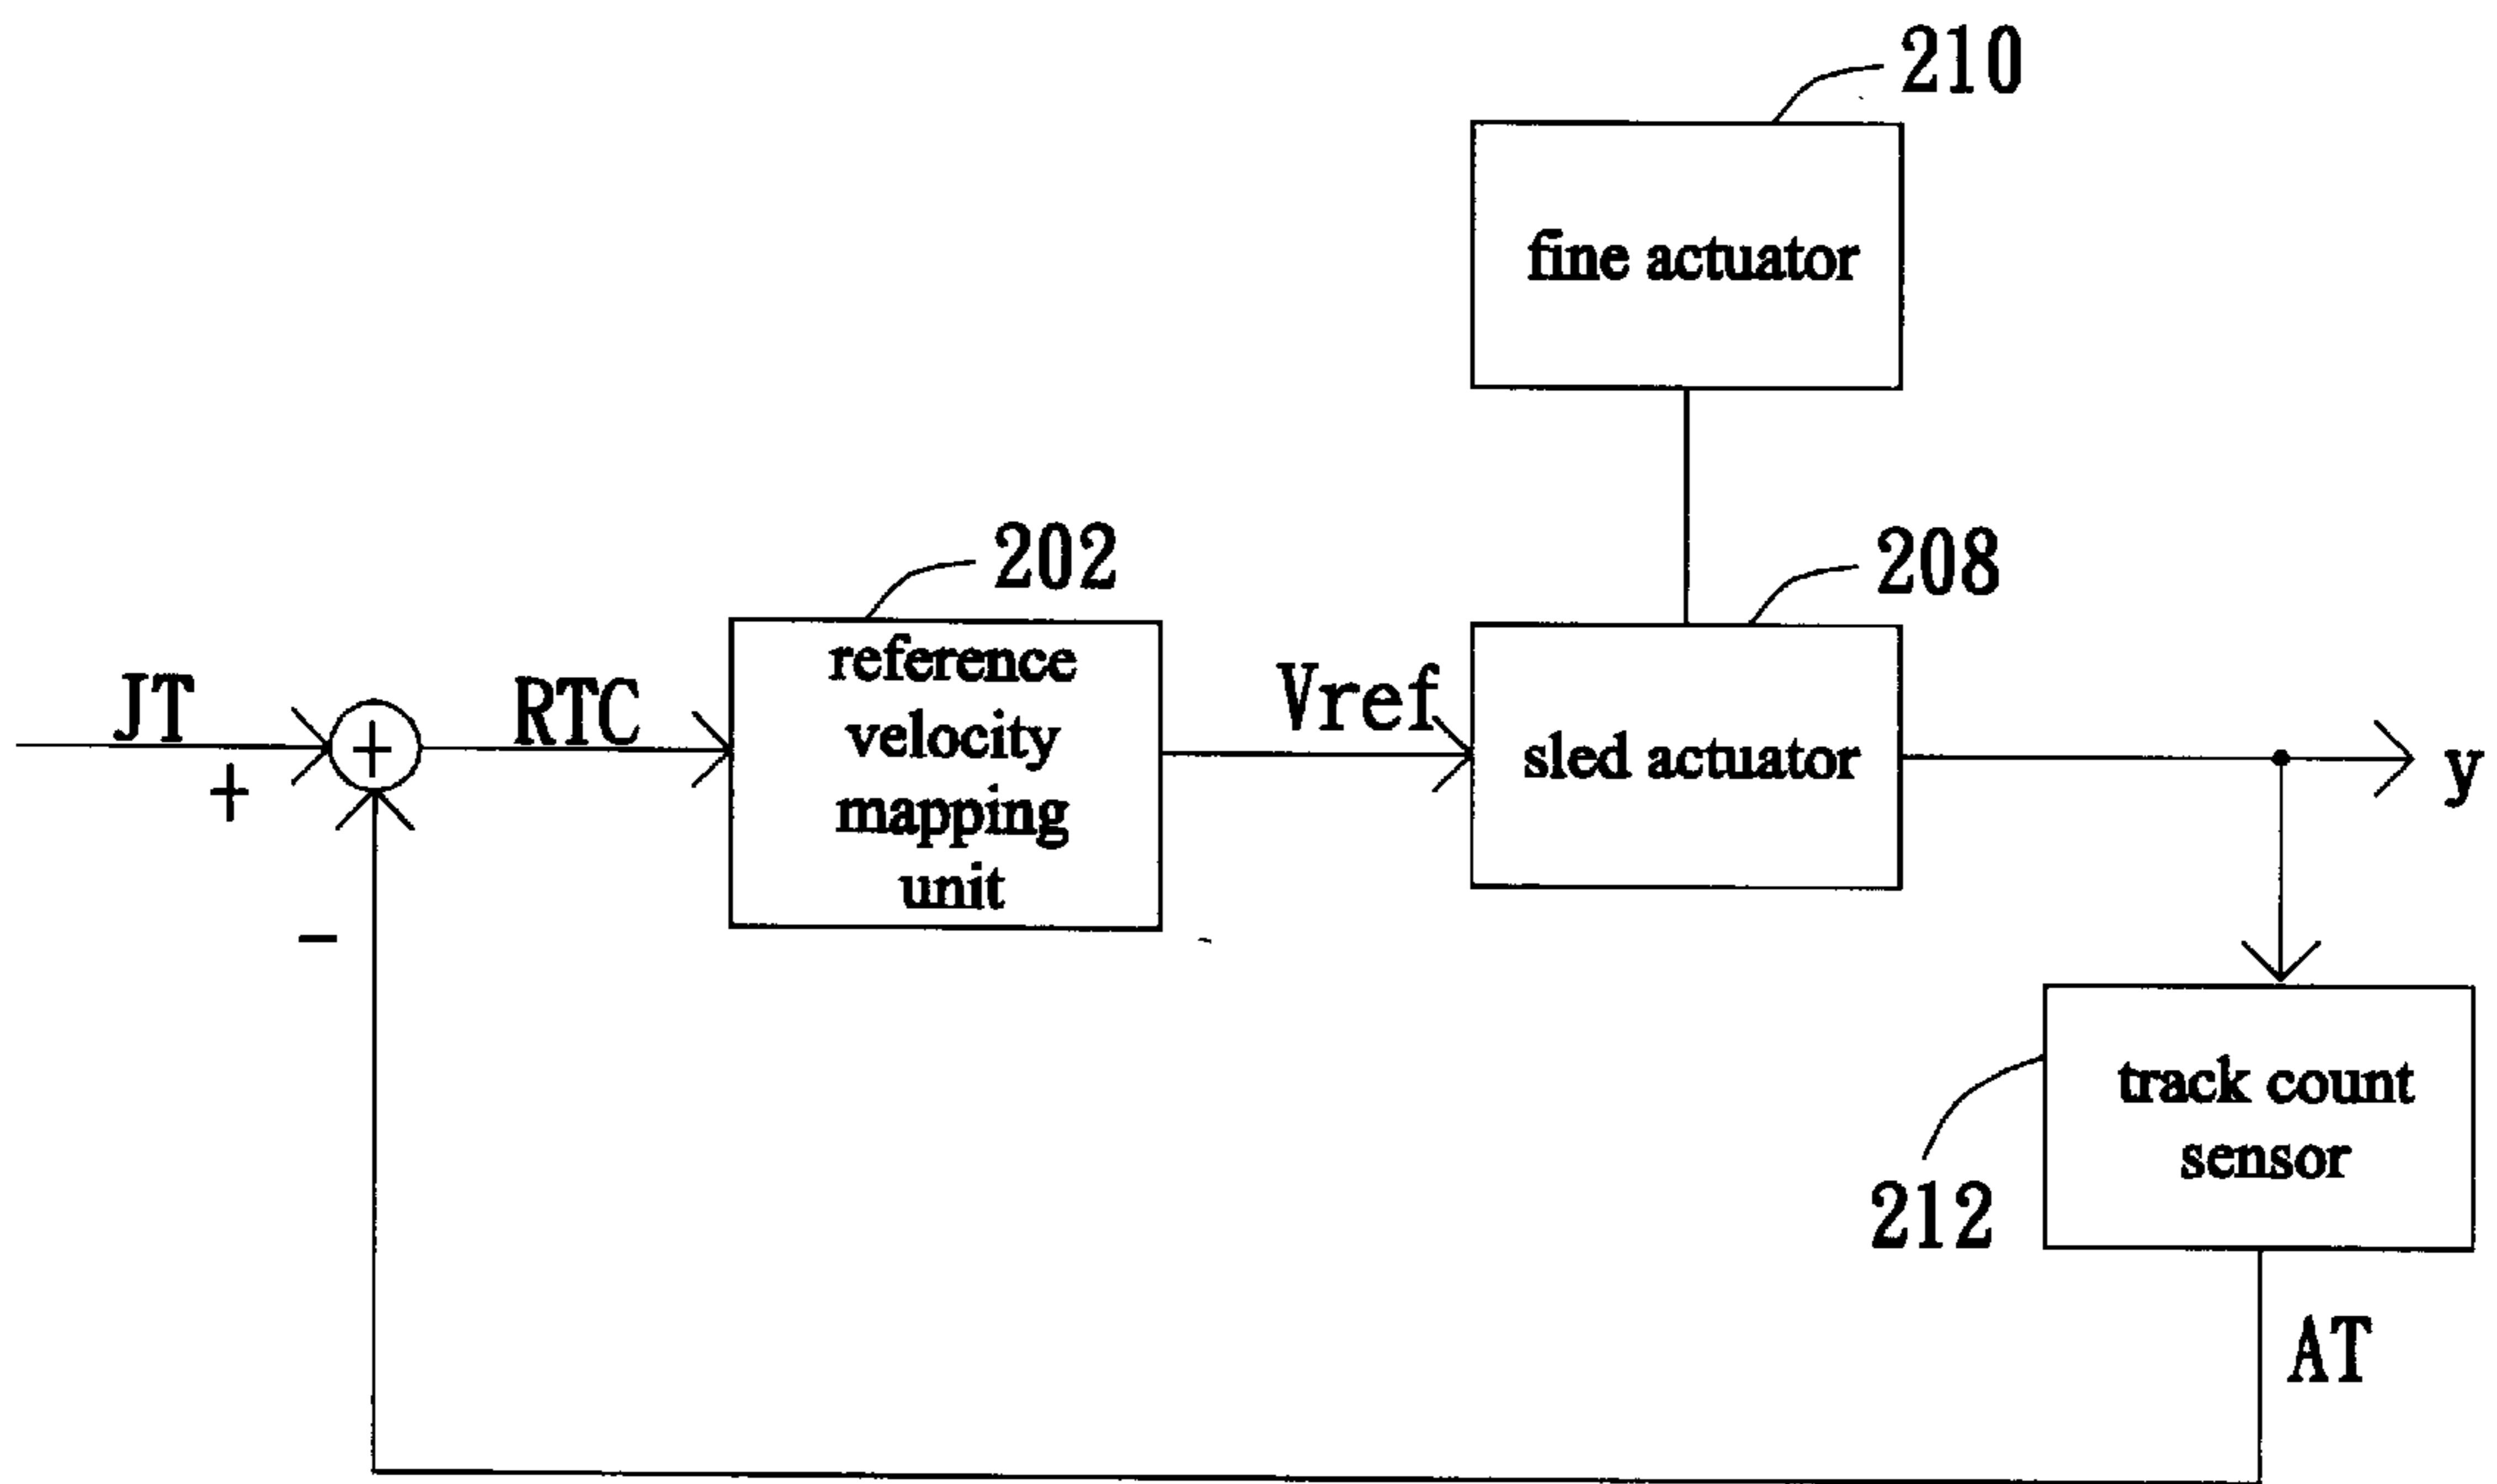 210
fine actuator
202
208
JT
+
+
RTC
reference
velocity
mapping
unit
Vref
sled actuator
y
-
track count
sensor
212
AT